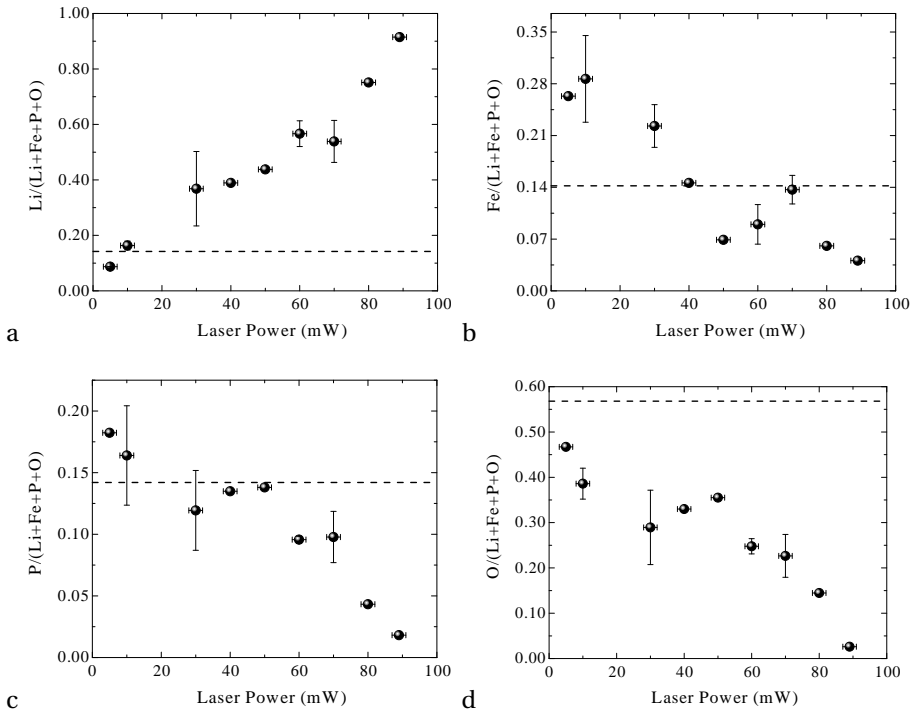 1.00
0.80
0.60
0.40
0.20
0.00
Li/(Li+Fe+P+O)
0 20 40 60 80 100
Laser Power (mW)
a
0.35
0.28
0.21
0.14
0.07
0.00
Fe/(Li+Fe+P+O)
0 20 40 60 80 100
Laser Power (mW)
b
0.20
0.15
0.10
0.05
0.00
P/(Li+Fe+P+O)
0 20 40 60 80 100
Laser Power (mW)
c
0.60
0.50
0.40
0.30
0.20
0.10
0.00
O/(Li+Fe+P+O)
0 20 40 60 80 100
Laser Power (mW)
d